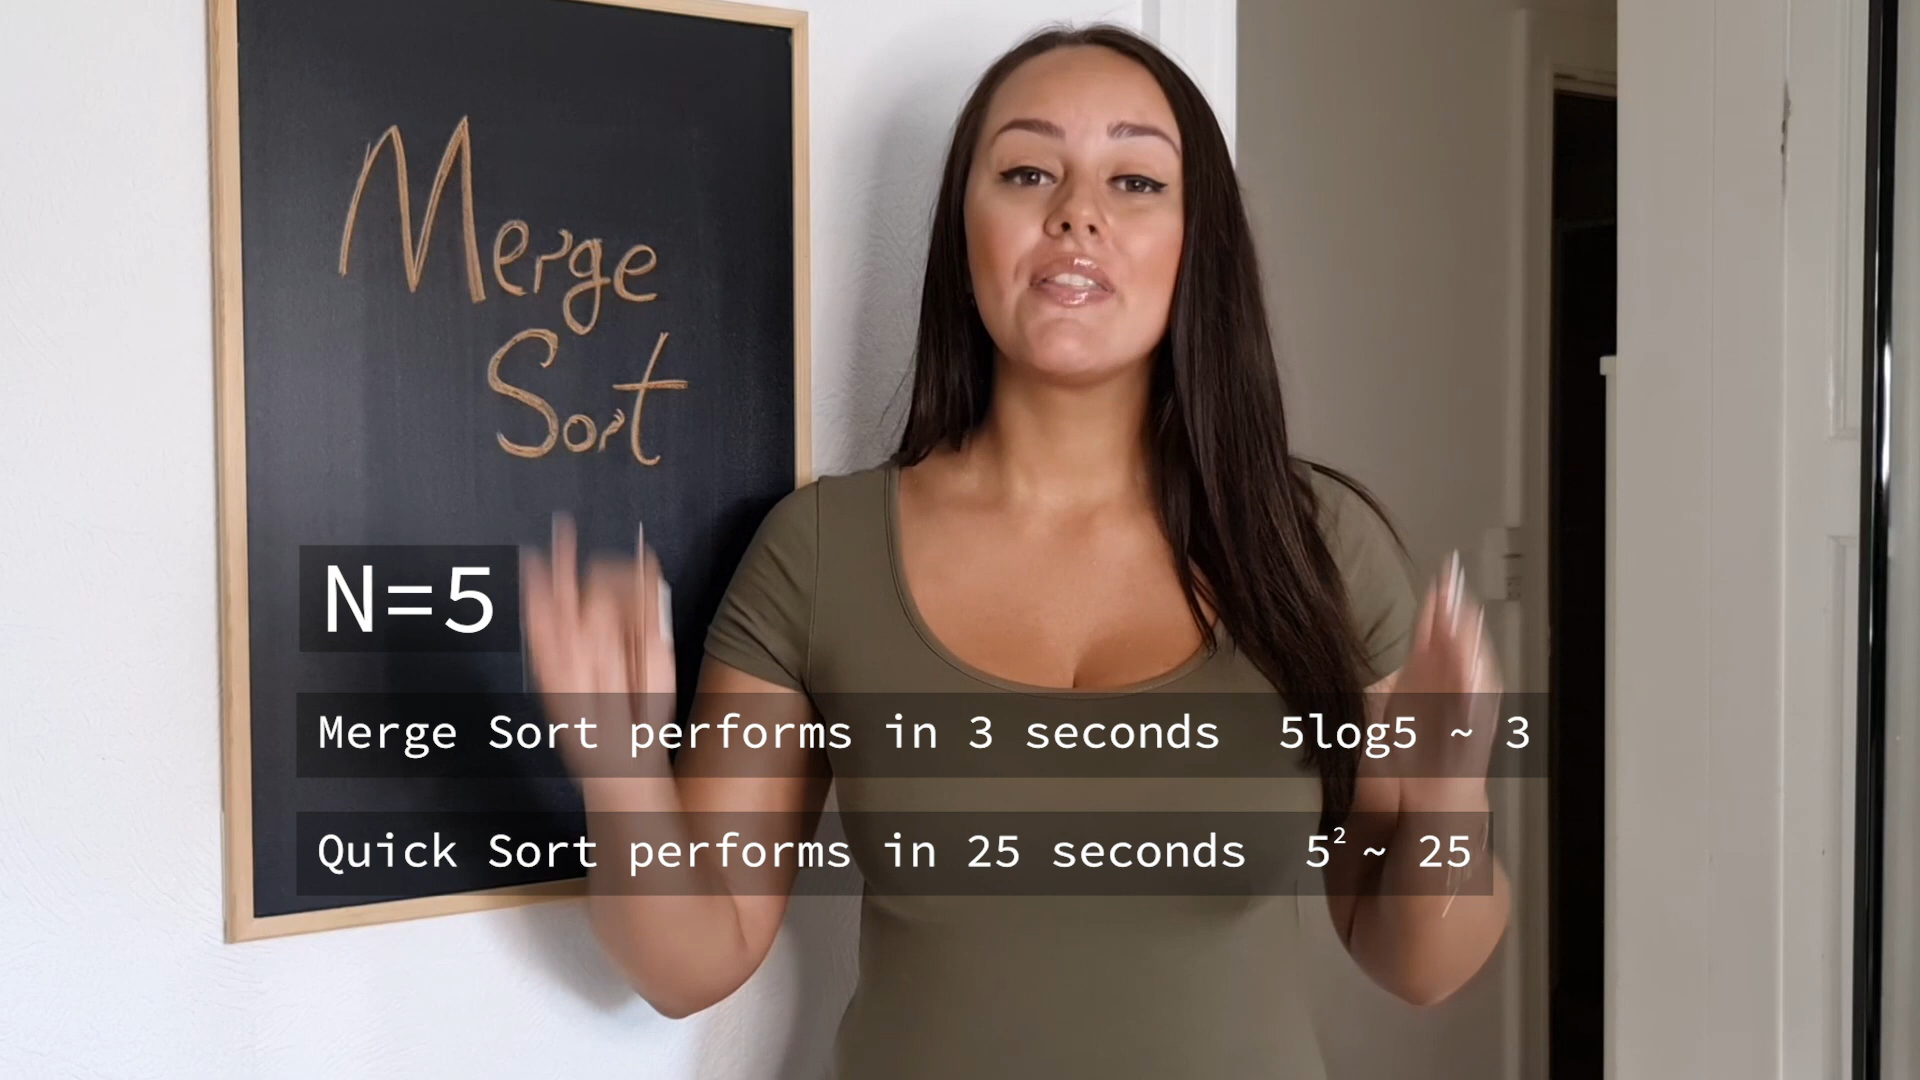 Merge
Sort
N=5
Merge Sort performs in 3 seconds 5log5 ~ 3
Quick Sort performs in 25 seconds 5² ~ 25